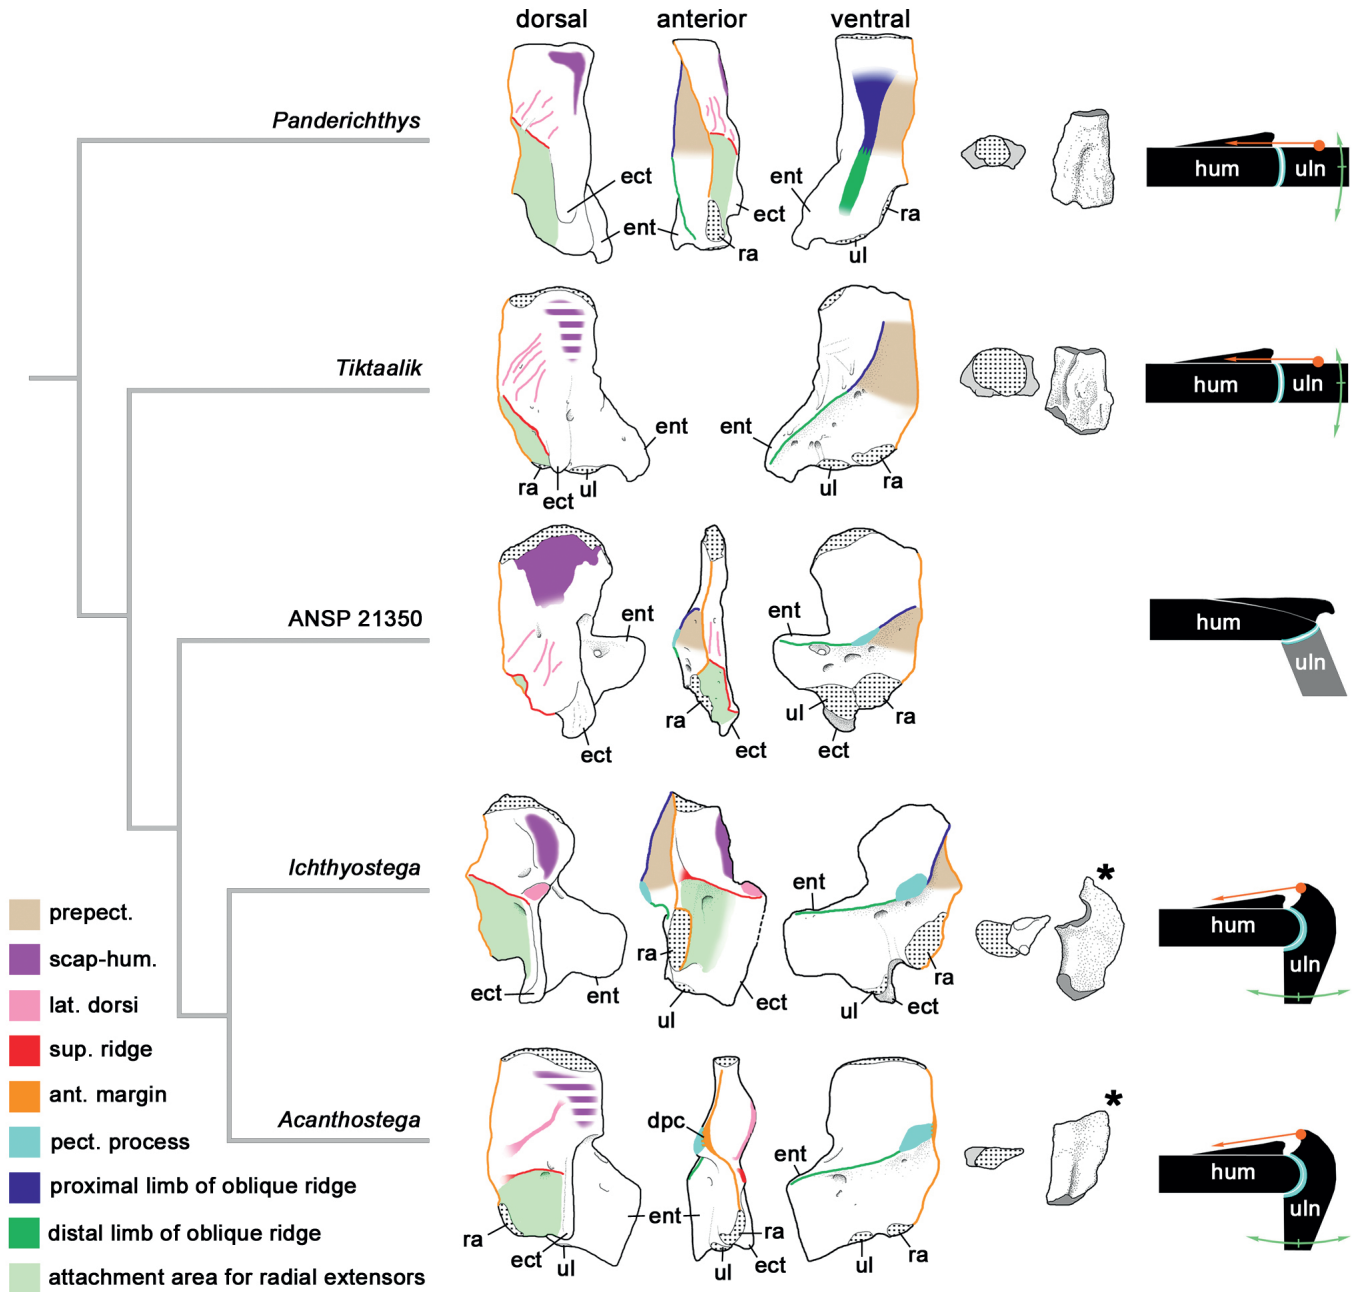 dorsal anterior ventral
Panderichthys
ect
ent
ect
ra
ent
ra
ul
hum uln
Tiktaalik
ent
ra
ect
ul
ent
ul
ra
hum uln
ANSP 21350
ent
ect
ra
ect
ent
ul
ra
ect
hum
uln
Ichthyostega
ect
ent
ra
ul
ect
ent
ul
ect
ra
*
hum
uln
Acanthostega
ra
ect
ul
dpc
ent
ra
ul
ect
ent
ul
ra
*
hum
uln
prepect.
scap-hum.
lat. dorsi
sup. ridge
ant. margin
pect. process
proximal limb of oblique ridge
distal limb of oblique ridge
attachment area for radial extensors